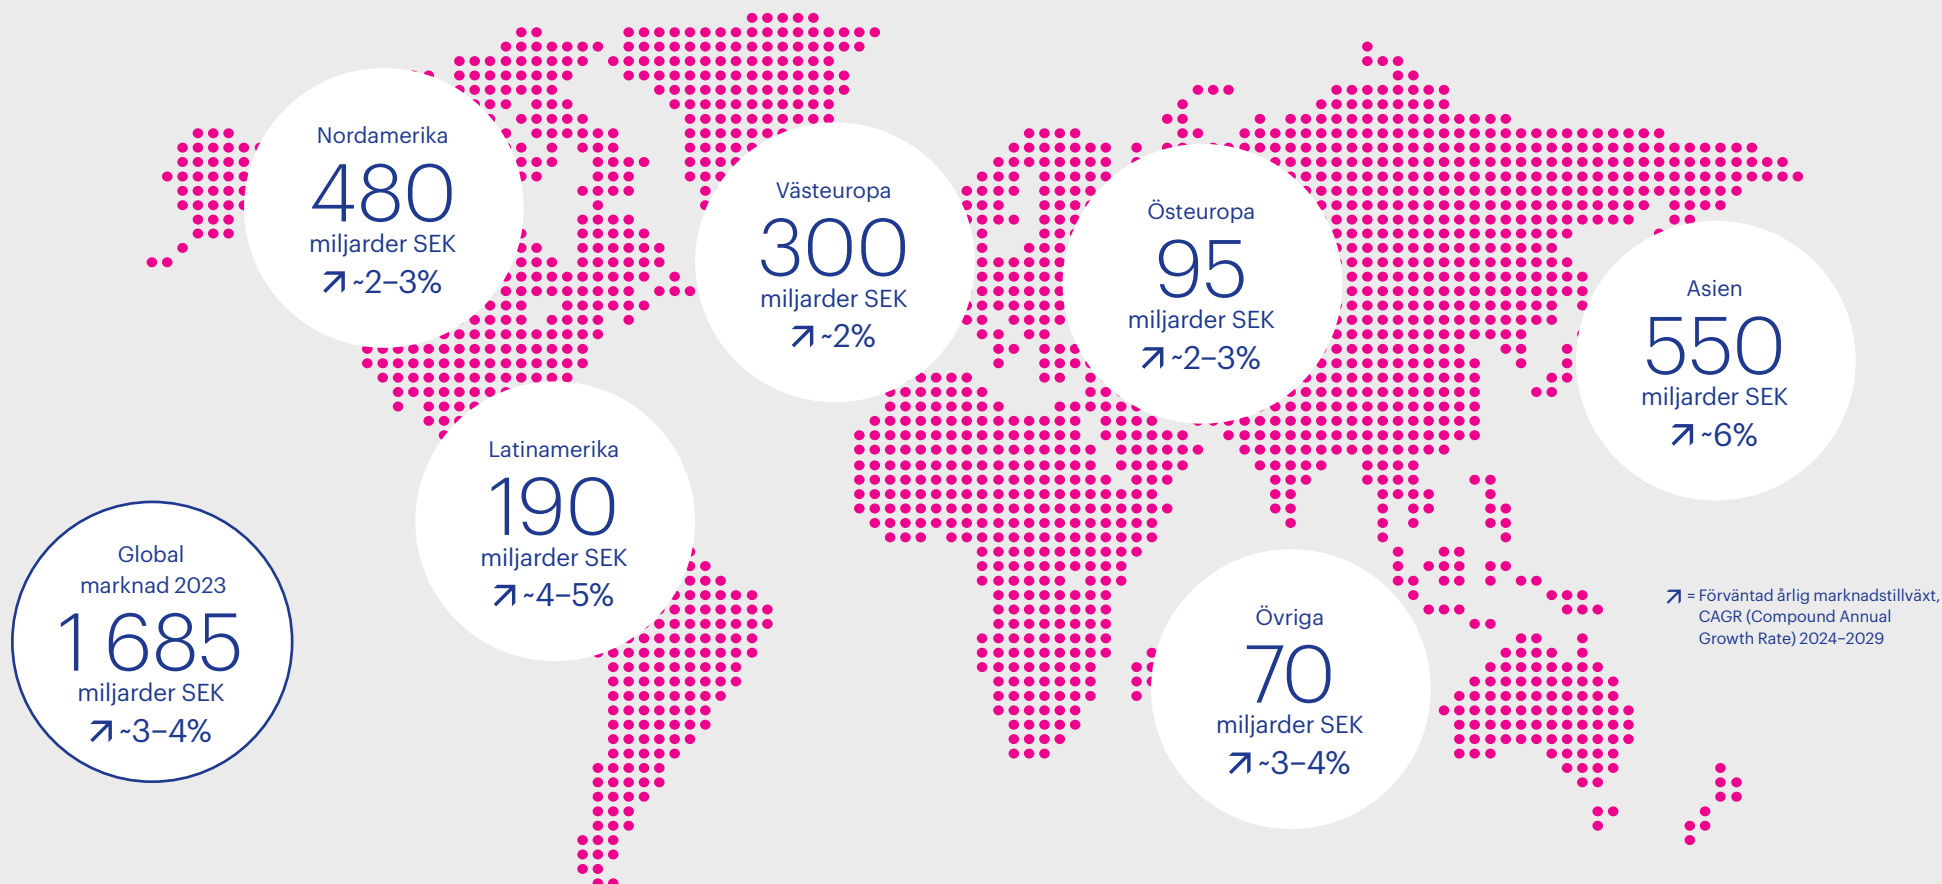 Nordamerika
480
miljarder SEK
↗ ~2–3%
Västeuropa
300
miljarder SEK
↗ ~2%
Östeuropa
95
miljarder SEK
↗ ~2–3%
Asien
550
miljarder SEK
↗ ~6%
Latinamerika
190
miljarder SEK
↗ ~4–5%
Global
marknad 2023
1 685
miljarder SEK
↗ ~3–4%
Övriga
70
miljarder SEK
↗ ~3–4%
↗ = Förväntad årlig marknadstillväxt,
CAGR (Compound Annual
Growth Rate) 2024–2029